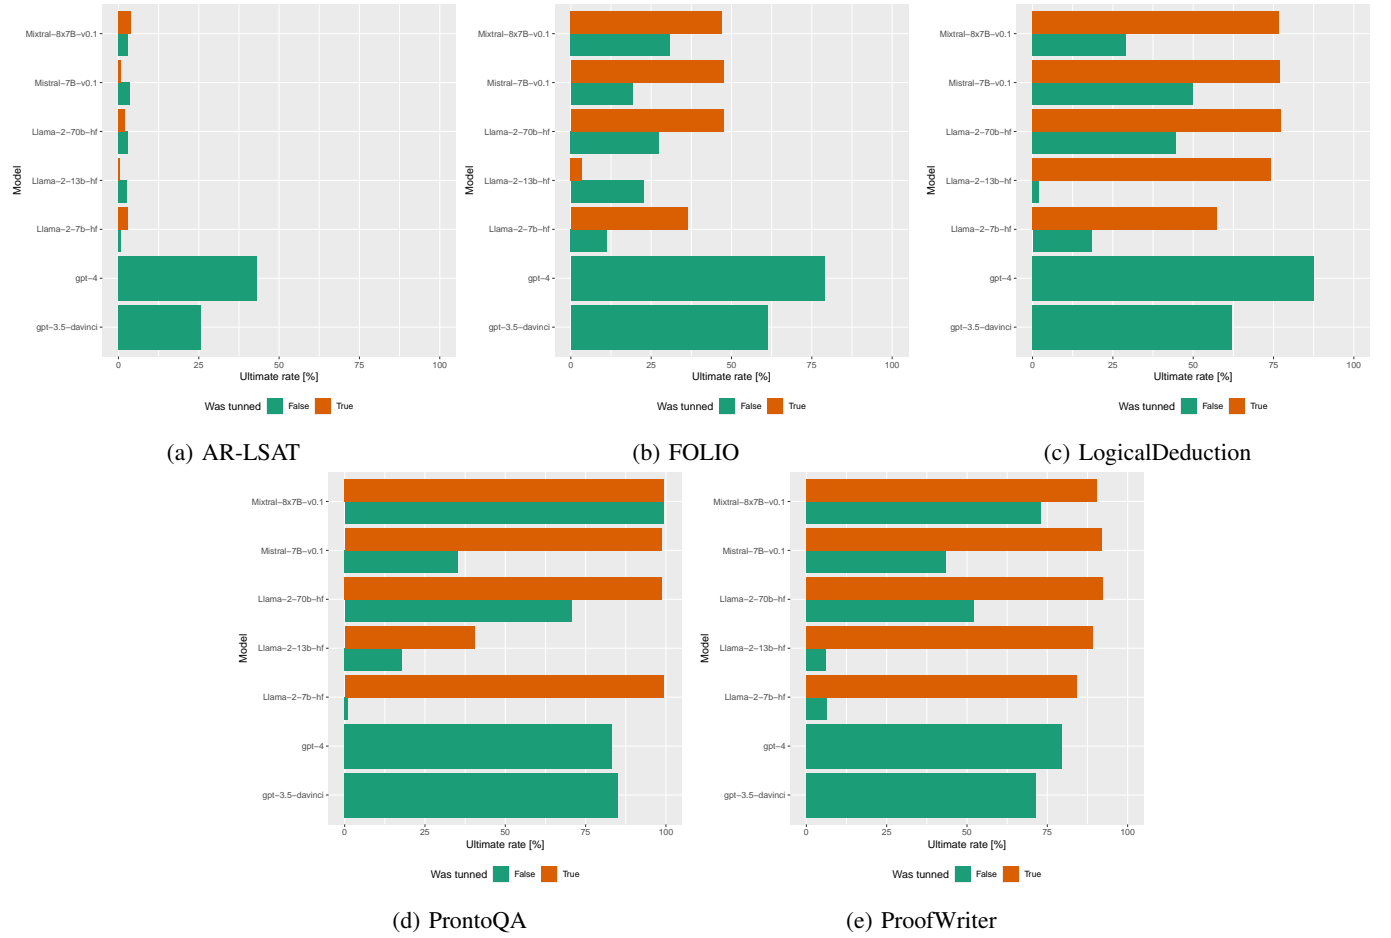 Mixtral−8x7B−v0.1
Mistral−7B−v0.1
Llama−2−70b−hf
Llama−2−13b−hf
Llama−2−7b−hf
gpt−4
gpt−3.5−davinci
Model
0 25 50 75 100
Ultimate rate [%]
Was tunned False True
(a) AR-LSAT
Mixtral−8x7B−v0.1
Mistral−7B−v0.1
Llama−2−70b−hf
Llama−2−13b−hf
Llama−2−7b−hf
gpt−4
gpt−3.5−davinci
Model
0 25 50 75 100
Ultimate rate [%]
Was tunned False True
(b) FOLIO
Mixtral−8x7B−v0.1
Mistral−7B−v0.1
Llama−2−70b−hf
Llama−2−13b−hf
Llama−2−7b−hf
gpt−4
gpt−3.5−davinci
Model
0 25 50 75 100
Ultimate rate [%]
Was tunned False True
(c) LogicalDeduction
Mixtral−8x7B−v0.1
Mistral−7B−v0.1
Llama−2−70b−hf
Llama−2−13b−hf
Llama−2−7b−hf
gpt−4
gpt−3.5−davinci
Model
0 25 50 75 100
Ultimate rate [%]
Was tunned False True
(d) ProntoQA
Mixtral−8x7B−v0.1
Mistral−7B−v0.1
Llama−2−70b−hf
Llama−2−13b−hf
Llama−2−7b−hf
gpt−4
gpt−3.5−davinci
Model
0 25 50 75 100
Ultimate rate [%]
Was tunned False True
(e) ProofWriter